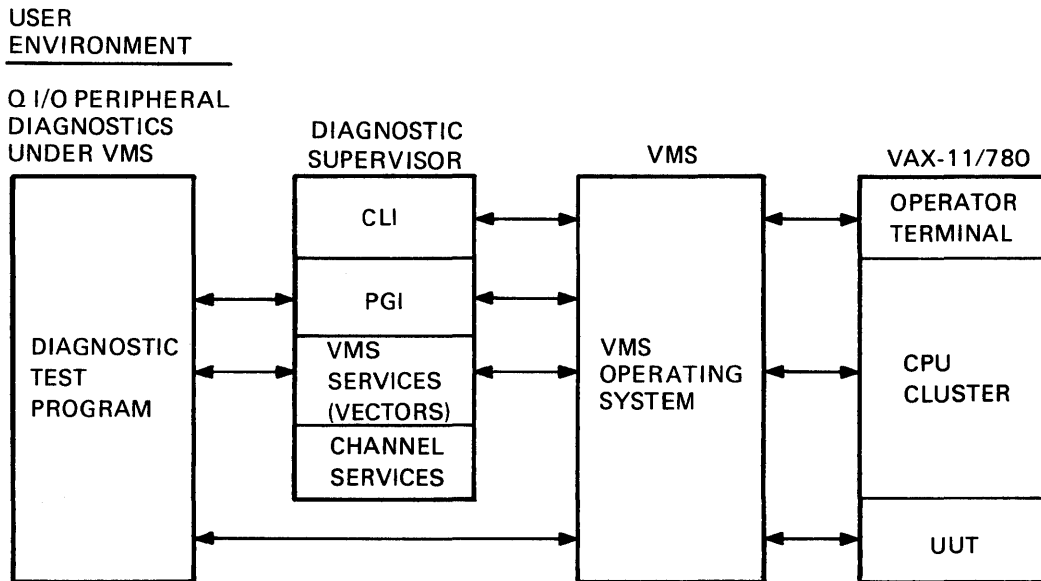 USER
ENVIRONMENT
Q I/O PERIPHERAL
DIAGNOSTICS
UNDER VMS
DIAGNOSTIC
SUPERVISOR
VMS
VAX-11/780
DIAGNOSTIC
TEST
PROGRAM
CLI
PGI
VMS
SERVICES
(VECTORS)
CHANNEL
SERVICES
VMS
OPERATING
SYSTEM
OPERATOR
TERMINAL
CPU
CLUSTER
UUT